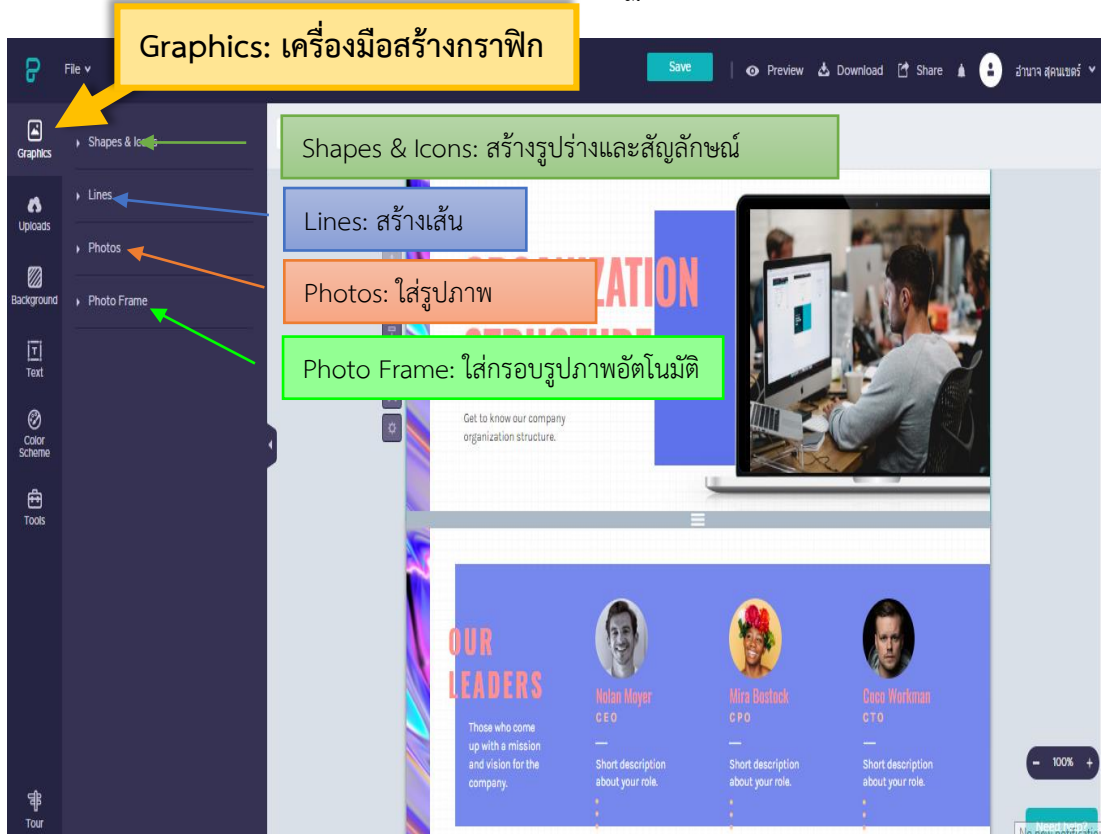 Graphics: เครื่องมือสร้างกราฟิก
File
Save
Preview
Download
Share
อำนาจ สุคนเขตร์
Graphics
Shapes & Icons
Shapes & Icons: สร้างรูปร่างและสัญลักษณ์
Uploads
Lines
Lines: สร้างเส้น
Photos
Photos: ใส่รูปภาพ
Background
Photo Frame
Photo Frame: ใส่กรอบรูปภาพอัตโนมัติ
Text
Color
Scheme
Tools
Tour
ORGANIZATION
STRUCTURE
Get to know our company
organization structure.
OUR
LEADERS
Those who come
up with a mission
and vision for the
company.
Nolan Moyer
CEO
Short description
about your role.
Mira Bostock
CPO
Short description
about your role.
Coco Workman
CTO
Short description
about your role.
- 100% +
Need help?